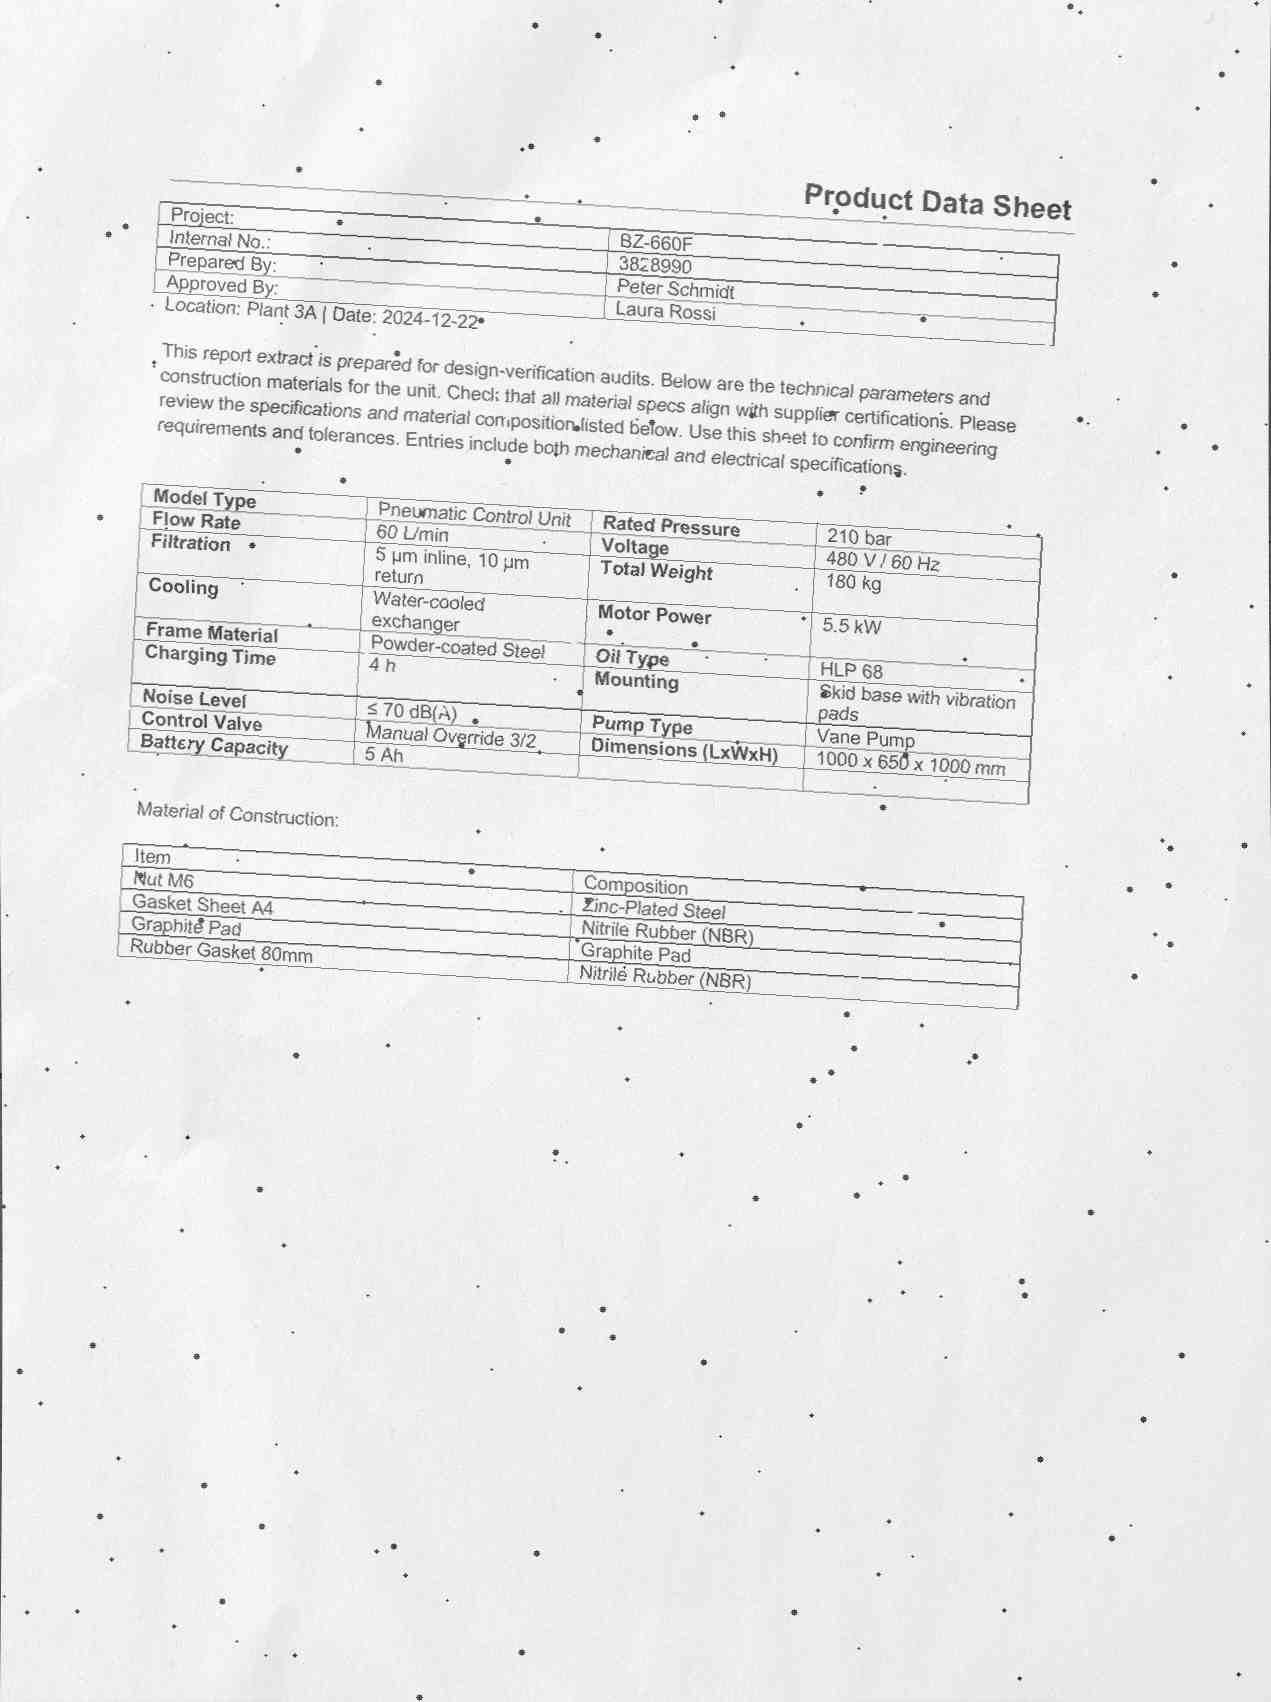 Product Data Sheet
Project: BZ-660F
Internal No.: 3828990
Prepared By: Peter Schmidt
Approved By: Laura Rossi
Location: Plant 3A | Date: 2024-12-22
This report extract is prepared for design-verification audits. Below are the technical parameters and
construction materials for the unit. Check that all material specs align with supplier certifications. Please
review the specifications and material composition listed below. Use this sheet to confirm engineering
requirements and tolerances. Entries include both mechanical and electrical specifications.
Model Type Pneumatic Control Unit Rated Pressure 210 bar
Flow Rate 60 L/min Voltage 480 V / 60 Hz
Filtration 5 µm inline, 10 µm Total Weight 180 kg
return
Cooling Water-cooled Motor Power 5.5 kW
exchanger
Frame Material Powder-coated Steel Oil Type HLP 68
Charging Time 4 h Mounting Skid base with vibration
pads
Noise Level ≤ 70 dB(A) Pump Type Vane Pump
Control Valve Manual Override 3/2 Dimensions (LxWxH) 1000 x 650 x 1000 mm
Battery Capacity 5 Ah
Material of Construction:
Item Composition
Nut M6 Zinc-Plated Steel
Gasket Sheet A4 Nitrile Rubber (NBR)
Graphite Pad Graphite Pad
Rubber Gasket 80mm Nitrile Rubber (NBR)